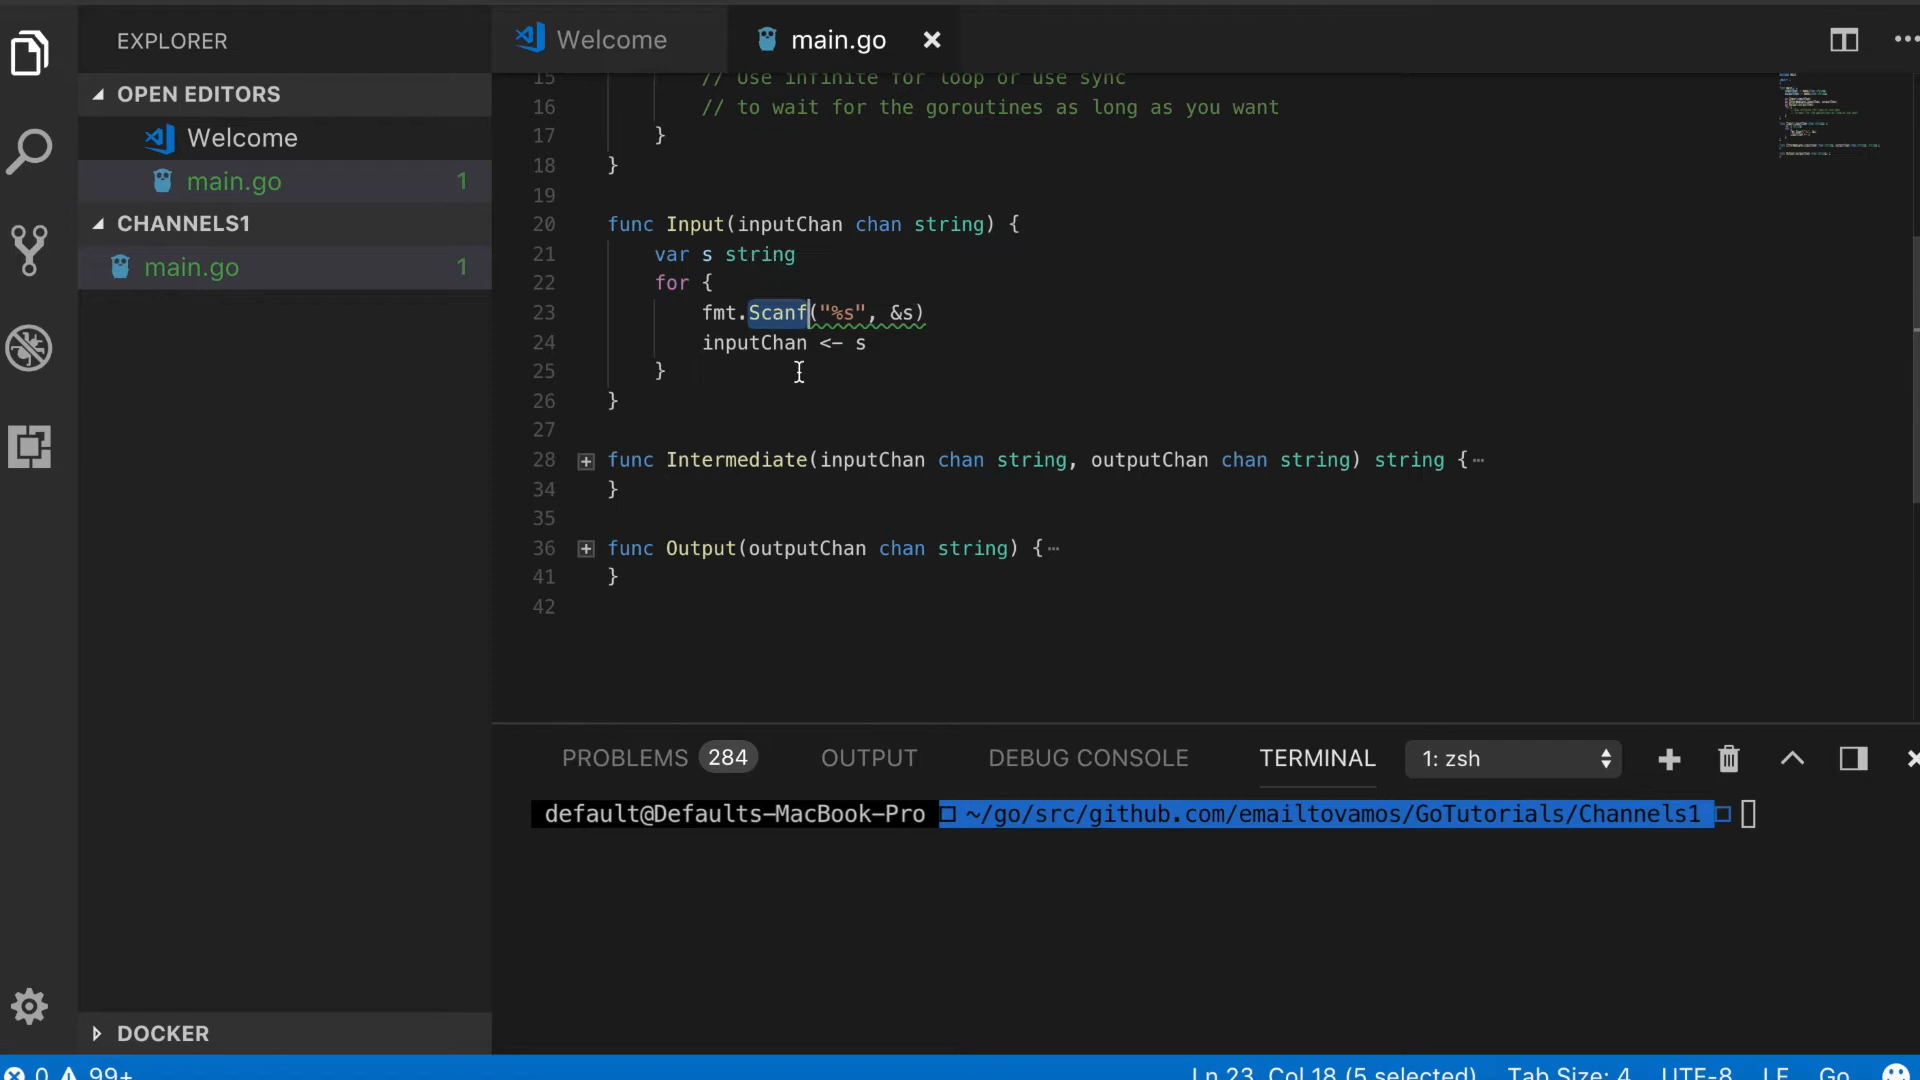 EXPLORER
Welcome
main.go
OPEN EDITORS
Welcome
main.go 1
CHANNELS1
main.go 1
DOCKER
15 // Use infinite for loop or use sync
16 // to wait for the goroutines as long as you want
17 }
18 }
19
20 func Input(inputChan chan string) {
21 var s string
22 for {
23 fmt.Scanf("%s", &s)
24 inputChan <- s
25 }
26 }
27
28 func Intermediate(inputChan chan string, outputChan chan string) string {
34 }
35
36 func Output(outputChan chan string) {
41 }
42
PROBLEMS 284 OUTPUT DEBUG CONSOLE TERMINAL 1: zsh
default@Defaults-MacBook-Pro ~/go/src/github.com/emailtovamos/GoTutorials/Channels1
0 99+ Ln 23, Col 18 (5 selected) Tab Size: 4 UTF-8 LF Go